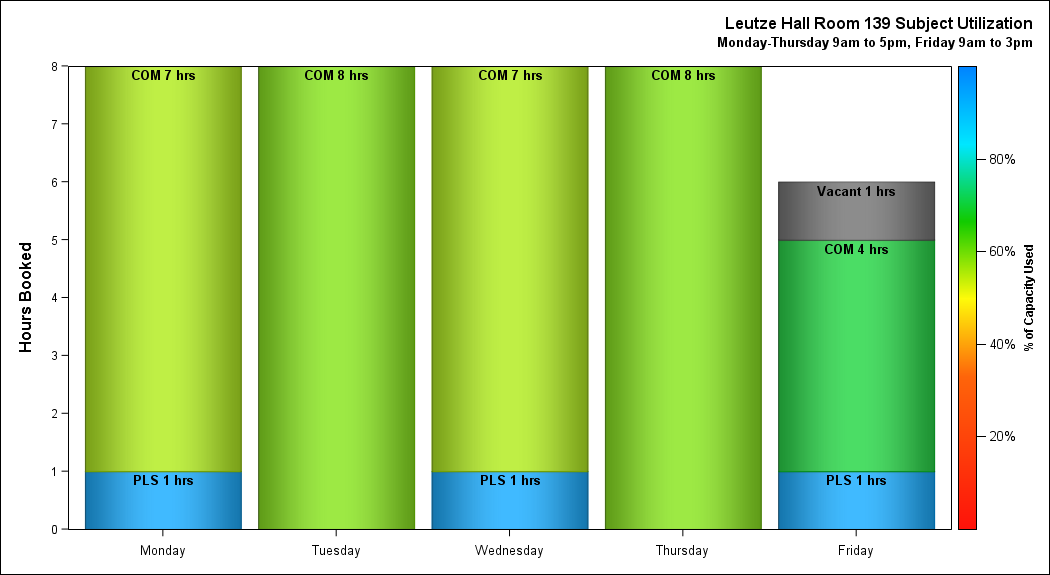 Leutze Hall Room 139 Subject Utilization
Monday-Thursday 9am to 5pm, Friday 9am to 3pm
Hours Booked
8
7
6
5
4
3
2
1
0
COM 7 hrs
PLS 1 hrs
COM 8 hrs
COM 7 hrs
PLS 1 hrs
COM 8 hrs
Vacant 1 hrs
COM 4 hrs
PLS 1 hrs
Monday
Tuesday
Wednesday
Thursday
Friday
80%
60%
40%
20%
% of Capacity Used